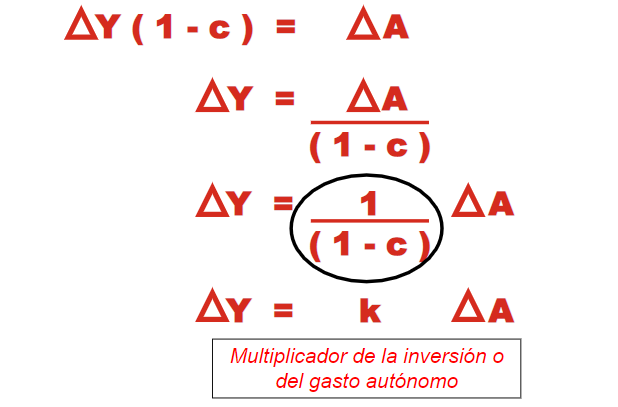 ΔY ( 1 - c ) = ΔA
ΔY = ΔA
( 1 - c )
ΔY = 1 ΔA
( 1 - c )
ΔY = k ΔA
Multiplicador de la inversión o
del gasto autónomo